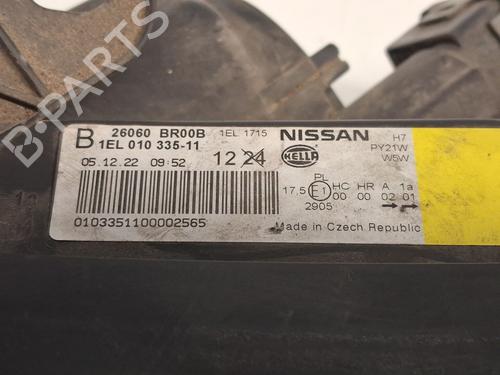 B 26060 BR00B 1EL 1715 NISSAN H7
1EL 010 335-11 PY21W
05.12.22 09:52 12 24 HELLA W5W
PL
17,5 E1 HC HR A 1a
00 00 02 01
2905
0103351100002565 Made in Czech Republic
B-PARTS